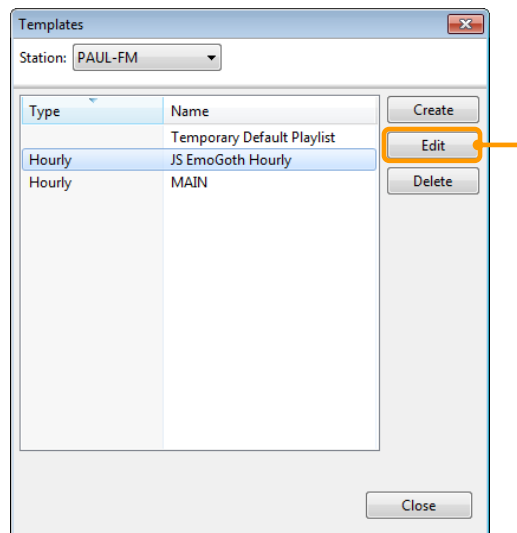 Templates
Station: PAUL-FM
Type Name Create
Temporary Default Playlist
Edit
Hourly JS EmoGoth Hourly
Hourly MAIN Delete
Close